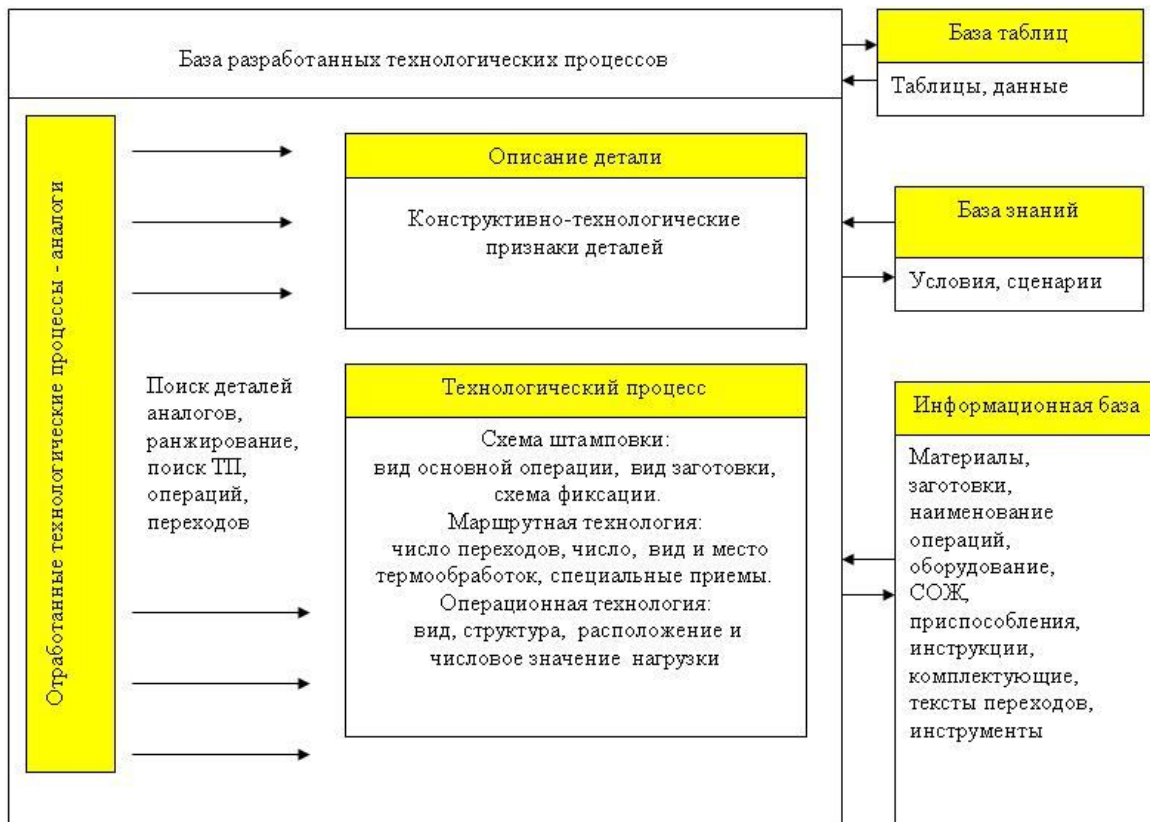 База разработанных технологических процессов
База таблиц
Таблицы, данные
Отработанные технологические процессы - аналоги
Описание детали
Конструктивно-технологические
признаки деталей
База знаний
Условия, сценарии
Поиск деталей
аналогов,
ранжирование,
поиск ТП,
операций,
переходов
Технологический процесс
Схема штамповки:
вид основной операции, вид заготовки,
схема фиксации.
Маршрутная технология:
число переходов, число, вид и место
термообработок, специальные приемы.
Операционная технология:
вид, структура, расположение и
числовое значение нагрузки
Информационная база
Материалы,
заготовки,
наименование
операций,
оборудование,
СОЖ,
приспособления,
инструкции,
комплектующие,
тексты переходов,
инструменты